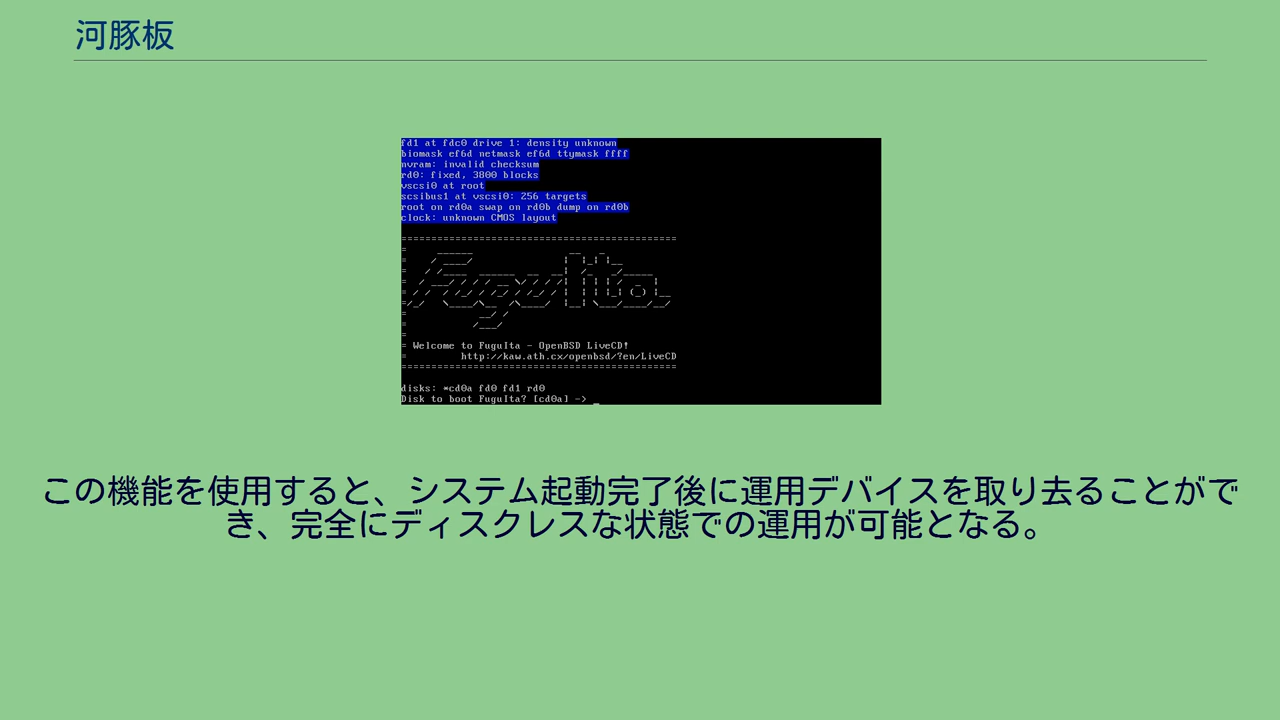 河豚板
fd1 at fdc0 drive 1: density unknown
biomask ef6d netmask ef6d ttymask ffff
nvram: invalid checksum
rd0: fixed, 3800 blocks
vscsi0 at root
scsibus1 at vscsi0: 256 targets
root on rd0a swap on rd0b dump on rd0b
clock: unknown CMOS layout
FuguIta
= Welcome to FuguIta - OpenBSD LiveCD!
= http://kaw.ath.cx/openbsd/?en/LiveCD
disks: *cd0a fd0 fd1 rd0
Disk to boot FuguIta? [cd0a] -> _
この機能を使用すると、システム起動完了後に運用デバイスを取り去ることがで
き、完全にディスクレスな状態での運用が可能となる。